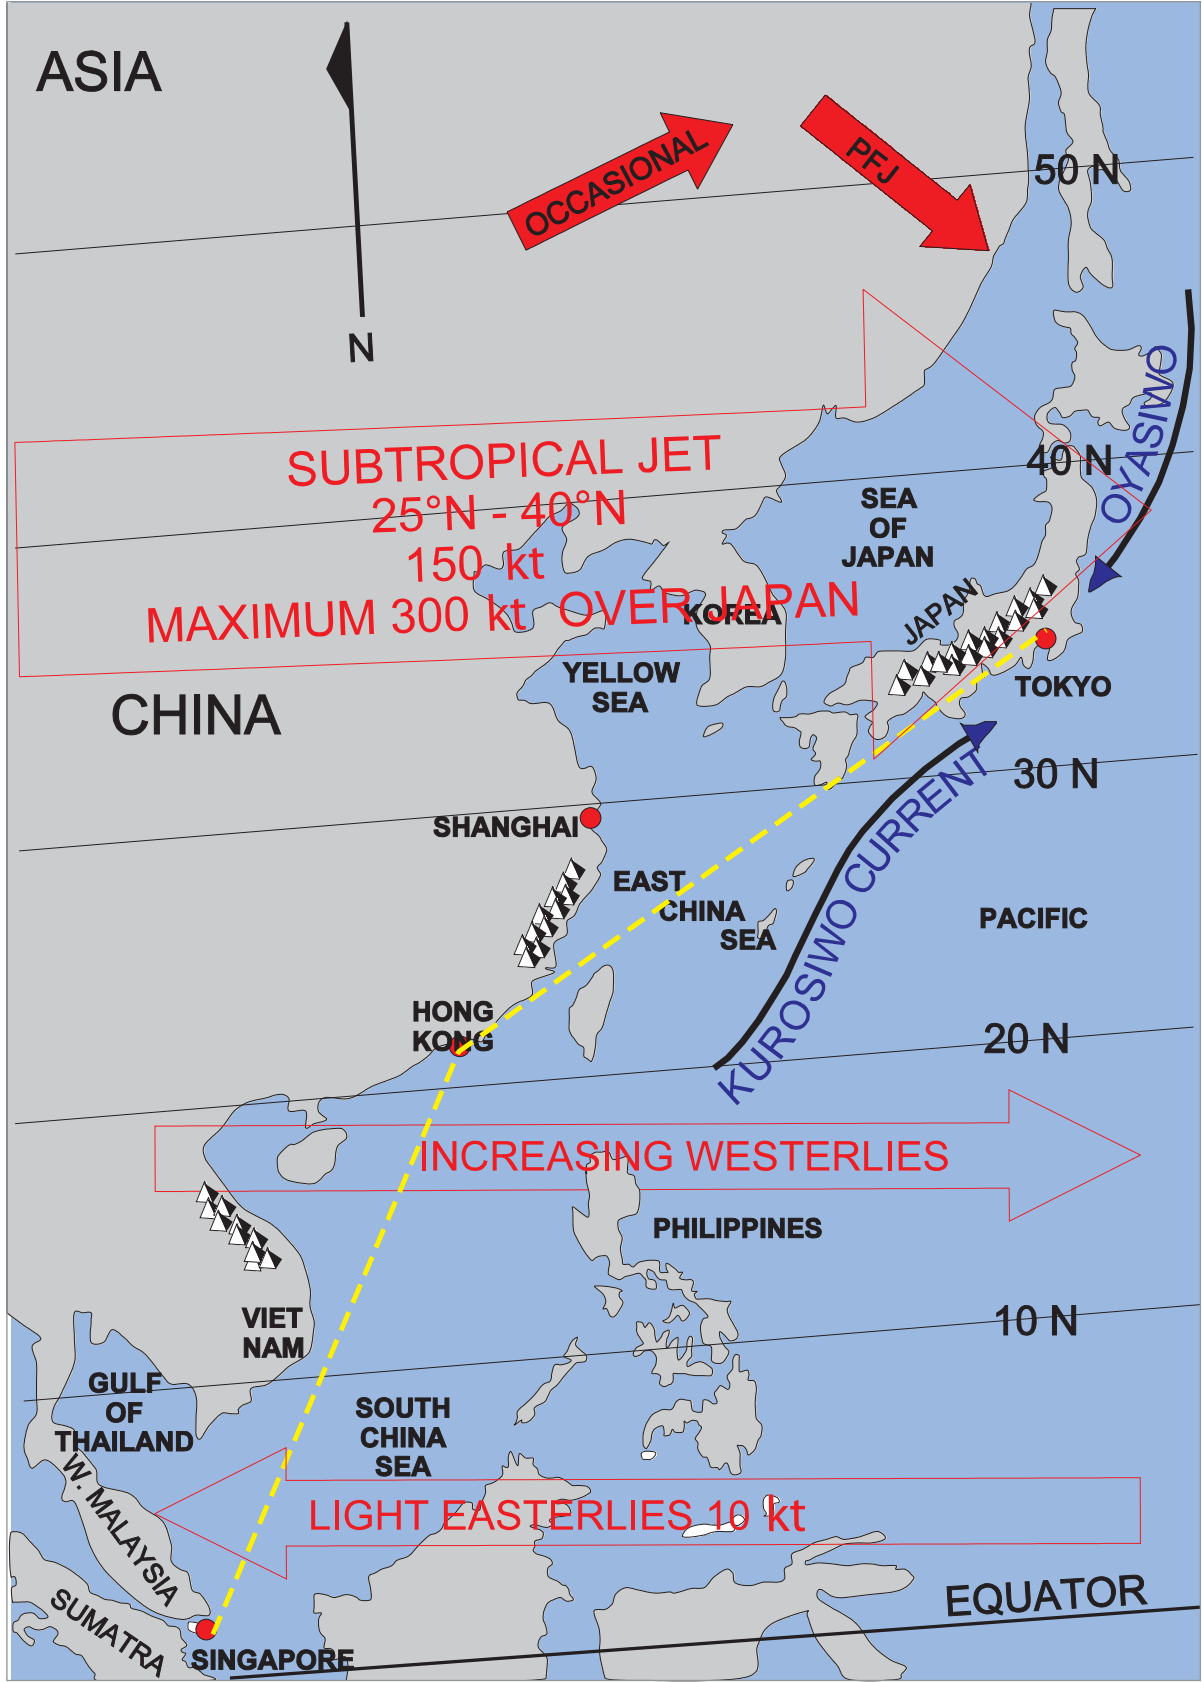 ASIA
OCCASIONAL
PFJ
50 N
N
SUBTROPICAL JET
25°N - 40°N
150 kt
MAXIMUM 300 kt OVER JAPAN
40 N
OYASIWO
SEA
OF
JAPAN
KOREA
JAPAN
YELLOW
SEA
TOKYO
CHINA
30 N
SHANGHAI
EAST
CHINA
SEA
KUROSIWO CURRENT
PACIFIC
HONG
KONG
20 N
INCREASING WESTERLIES
PHILIPPINES
VIET
NAM
10 N
GULF
OF
THAILAND
SOUTH
CHINA
SEA
W. MALAYSIA
LIGHT EASTERLIES 10 kt
SUMATRA
EQUATOR
SINGAPORE